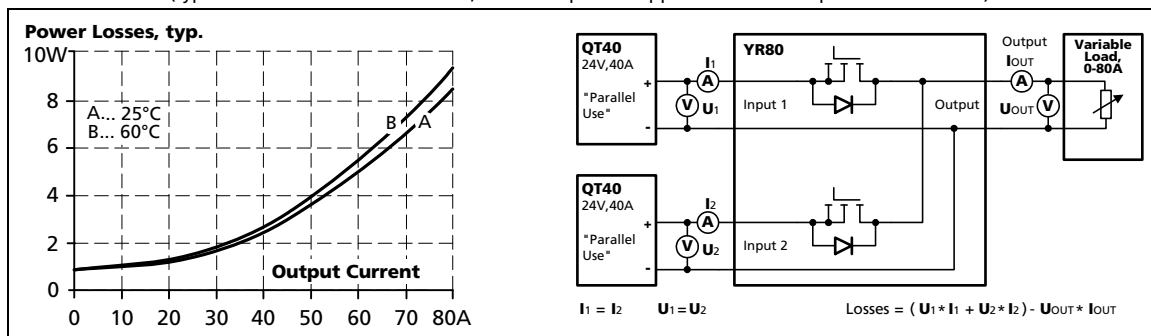 Power Losses, typ.
10W
8
6
4
2
0
A... 25°C
B... 60°C
B
A
Output Current
0 10 20 30 40 50 60 70 80A
QT40
24V,40A
"Parallel
Use"
+
-
I1
A
V
U1
YR80
Input 1
Output
Output
IOUT
A
UOUT
V
Variable
Load,
0-80A
QT40
24V,40A
"Parallel
Use"
+
-
I2
A
V
U2
Input 2
I1 = I2 U1=U2 Losses = ( U1* I1 + U2* I2 ) - UOUT* IOUT